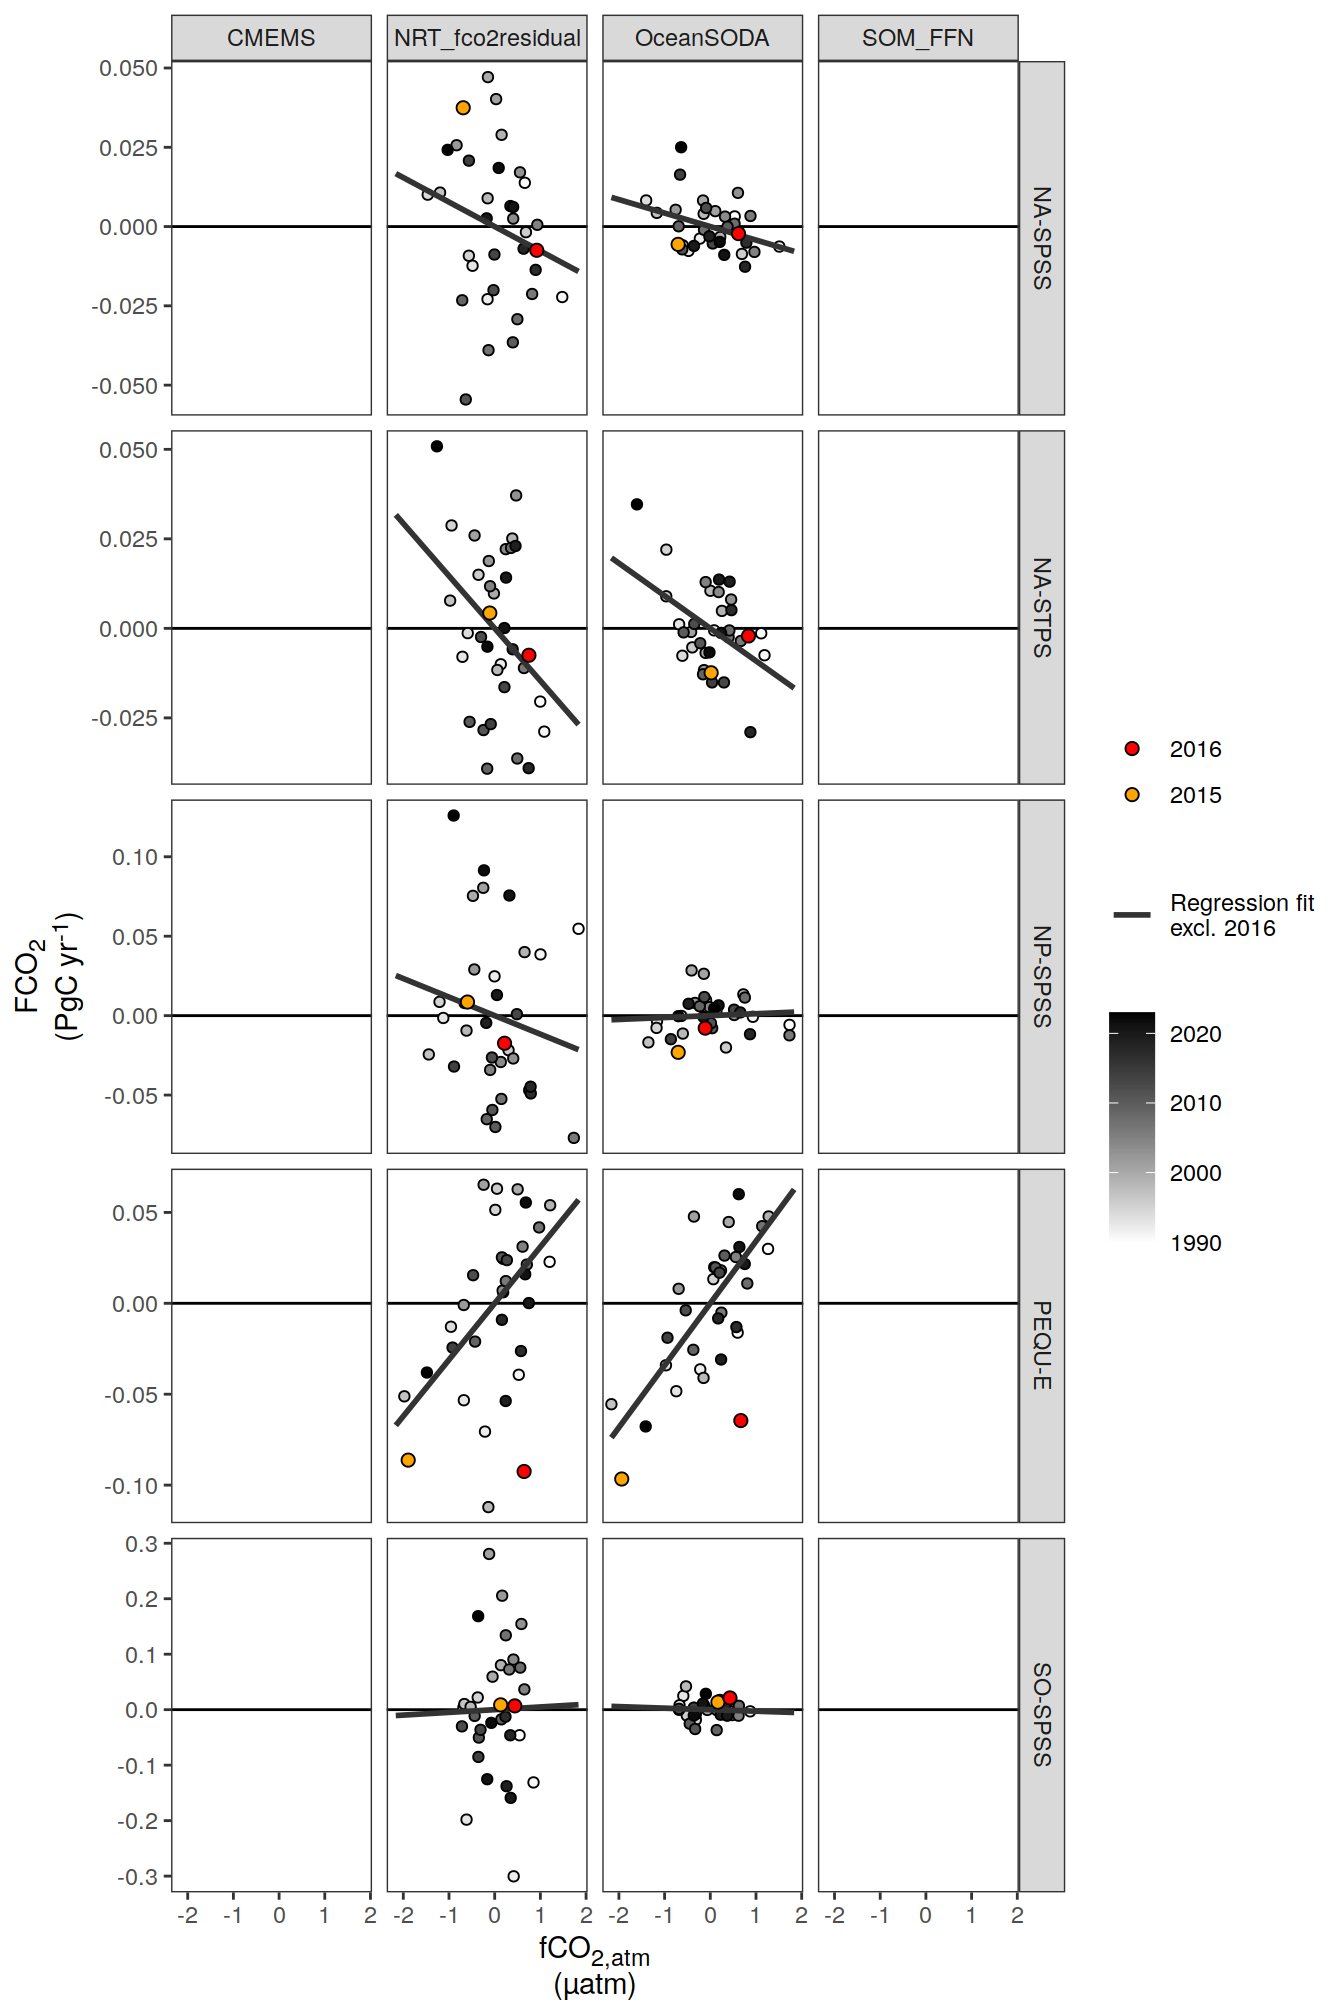 CMEMS NRT_fco2residual OceanSODA SOM_FFN
0.050
0.025
0.000
-0.025
-0.050
NA-SPSS
0.050
0.025
0.000
-0.025
NA-STPS
0.10
0.05
0.00
-0.05
NP-SPSS
0.05
0.00
-0.05
-0.10
PEQU-E
0.3
0.2
0.1
0.0
-0.1
-0.2
-0.3
SO-SPSS
-2 -1 0 1 2 -2 -1 0 1 2 -2 -1 0 1 2 -2 -1 0 1 2
fCO2,atm
(µatm)
FCO2
(PgC yr-1)
2016
2015
Regression fit
excl. 2016
2020
2010
2000
1990